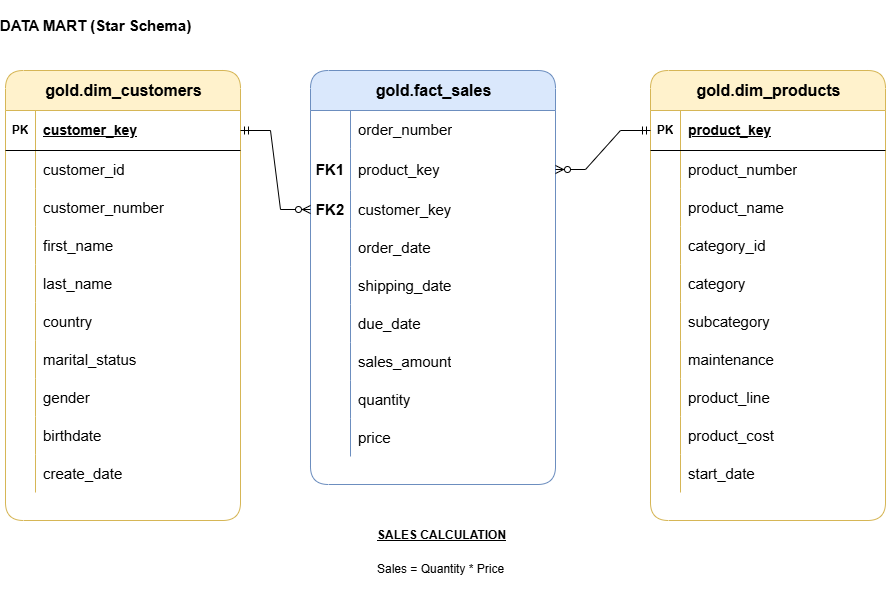 DATA MART (Star Schema)
gold.dim_customers
PK customer_key
customer_id
customer_number
first_name
last_name
country
marital_status
gender
birthdate
create_date
gold.fact_sales
order_number
FK1 product_key
FK2 customer_key
order_date
shipping_date
due_date
sales_amount
quantity
price
gold.dim_products
PK product_key
product_number
product_name
category_id
category
subcategory
maintenance
product_line
product_cost
start_date
SALES CALCULATION
Sales = Quantity * Price